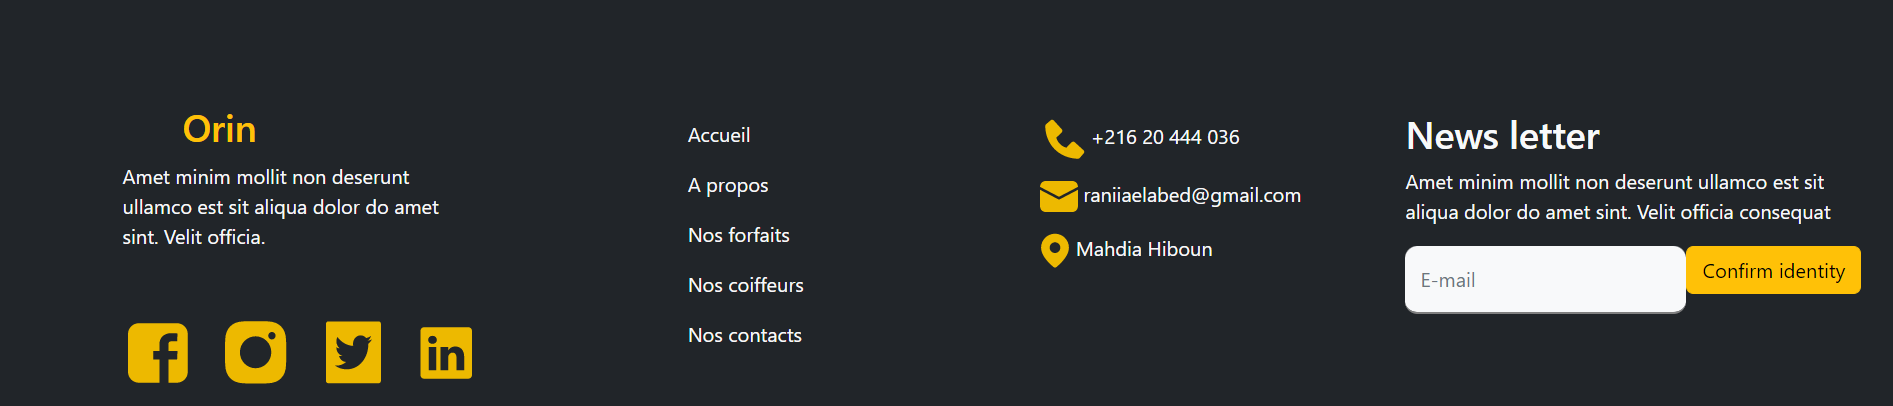 Orin
Amet minim mollit non deserunt
ullamco est sit aliqua dolor do amet
sint. Velit officia.
Accueil
A propos
Nos forfaits
Nos coiffeurs
Nos contacts
+216 20 444 036
raniiaelabed@gmail.com
Mahdia Hiboun
News letter
Amet minim mollit non deserunt ullamco est sit
aliqua dolor do amet sint. Velit officia consequat
E-mail
Confirm identity
in